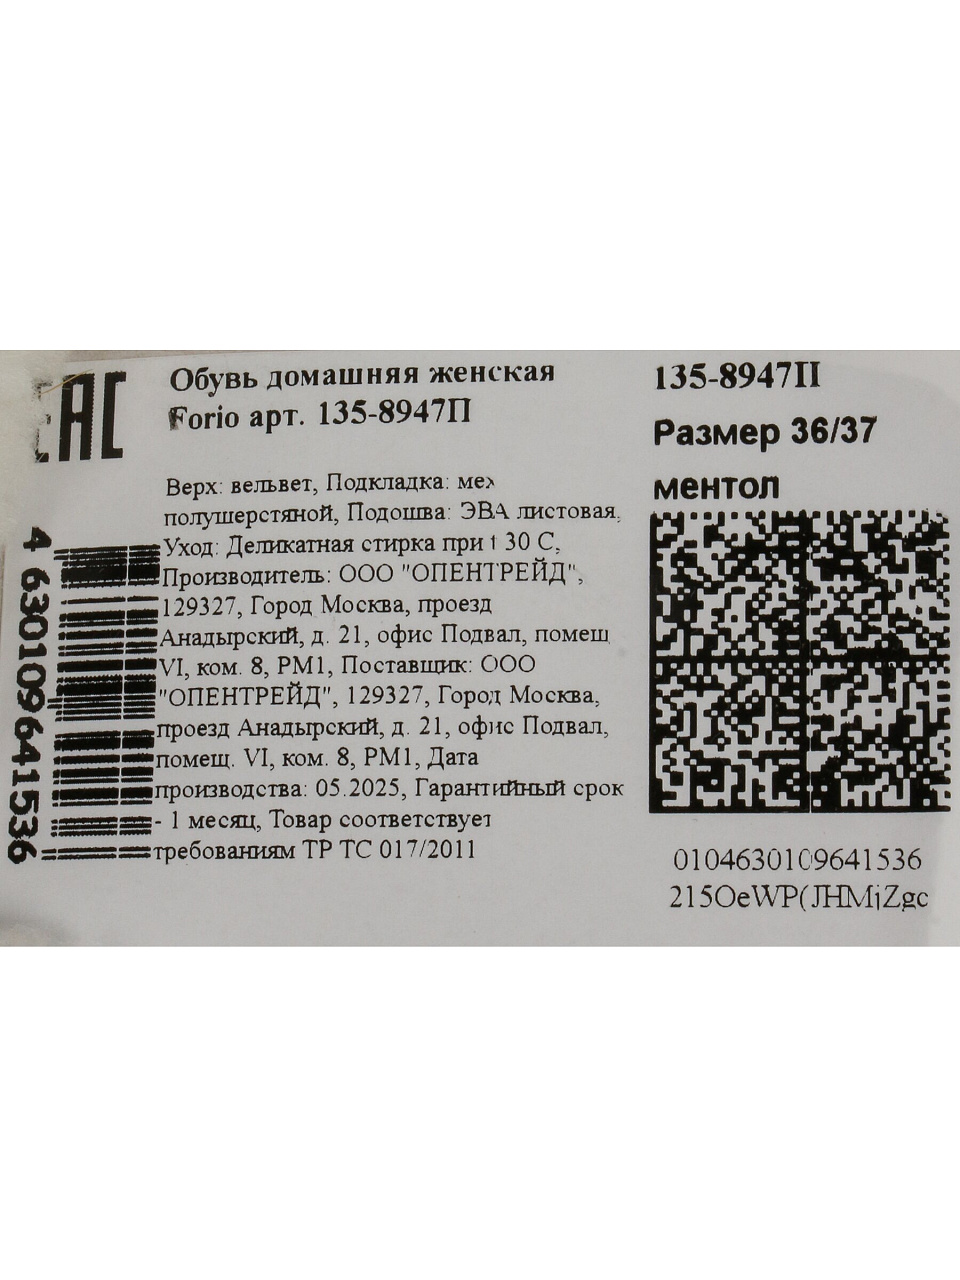 ЕАС
Обувь домашняя женская
Forio арт. 135-8947П
Верх: вельвет, Подкладка: мех
полушерстяной, Подошва: ЭВА листовая,
Уход: Деликатная стирка при t 30 С,
Производитель: ООО "ОПЕНТРЕЙД",
129327, Город Москва, проезд
Анадырский, д. 21, офис Подвал, помещ.
VI, ком. 8, РМ1, Поставщик: ООО
"ОПЕНТРЕЙД", 129327, Город Москва,
проезд Анадырский, д. 21, офис Подвал,
помещ. VI, ком. 8, РМ1, Дата
производства: 05.2025, Гарантийный срок
- 1 месяц, Товар соответствует
требованиям ТР ТС 017/2011
4 630109641536
135-8947П
Размер 36/37
ментол
0104630109641536
215OeWP(JHMjZgc